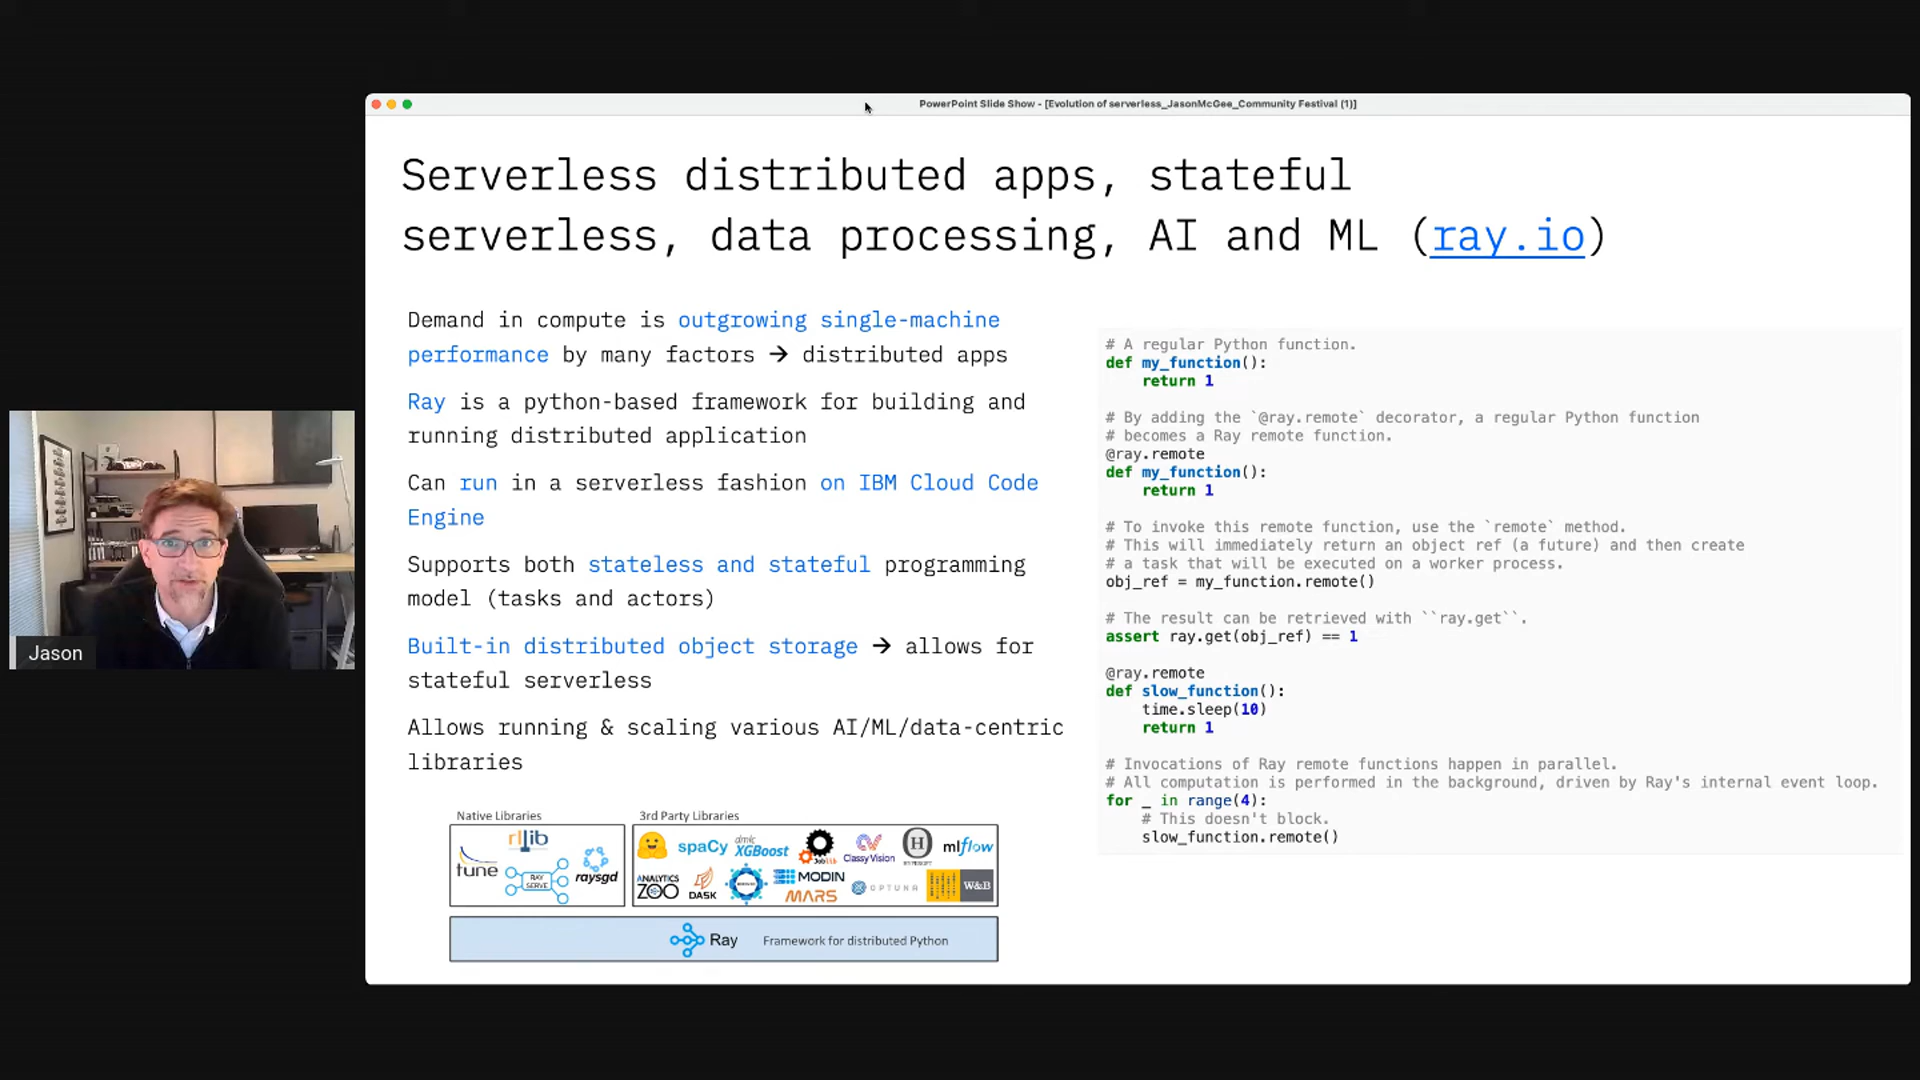 PowerPoint Slide Show - [Evolution of serverless_JasonMcGee_Community Festival (1)]
Serverless distributed apps, stateful
serverless, data processing, AI and ML (ray.io)
Demand in compute is outgrowing single-machine
performance by many factors → distributed apps
Ray is a python-based framework for building and
running distributed application
Can run in a serverless fashion on IBM Cloud Code
Engine
Supports both stateless and stateful programming
model (tasks and actors)
Built-in distributed object storage → allows for
stateful serverless
Allows running & scaling various AI/ML/data-centric
libraries
Native Libraries
rllib
tune
RAY
SERVE
raysgd
3rd Party Libraries
spaCy
dmlc
XGBoost
Joblib
CV
Classy Vision
H
mlflow
ANALYTICS
ZOO
DASK
MODIN
MARS
OPTUNA
W&B
Ray Framework for distributed Python
# A regular Python function.
def my_function():
return 1
# By adding the `@ray.remote` decorator, a regular Python function
# becomes a Ray remote function.
@ray.remote
def my_function():
return 1
# To invoke this remote function, use the `remote` method.
# This will immediately return an object ref (a future) and then create
# a task that will be executed on a worker process.
obj_ref = my_function.remote()
# The result can be retrieved with ``ray.get``.
assert ray.get(obj_ref) == 1
@ray.remote
def slow_function():
time.sleep(10)
return 1
# Invocations of Ray remote functions happen in parallel.
# All computation is performed in the background, driven by Ray's internal event loop.
for _ in range(4):
# This doesn't block.
slow_function.remote()
Jason